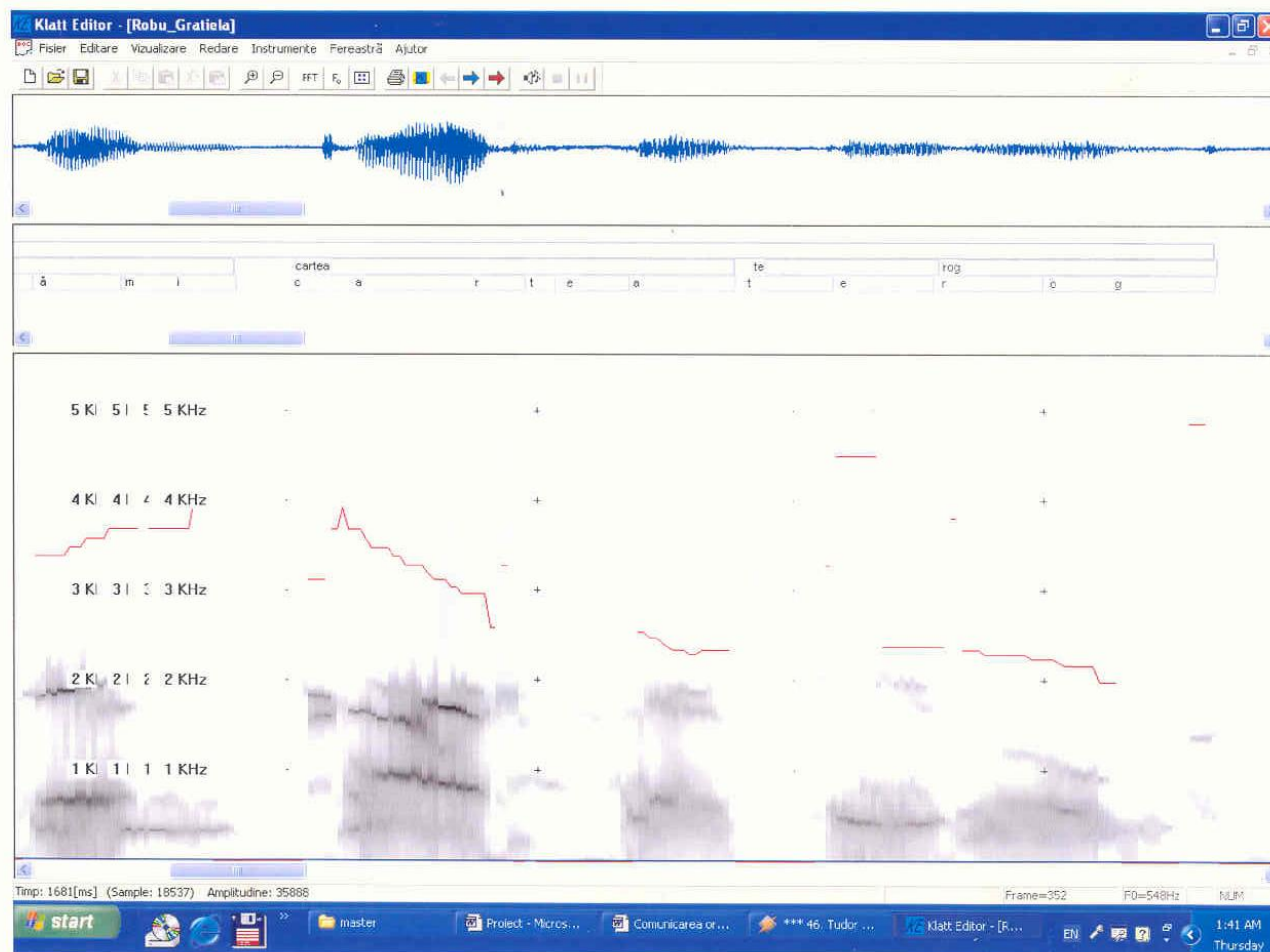 Klatt Editor - [Robu_Gratiela]
Fisier Editare Vizualizare Redare Instrumente Fereastră Ajutor
FFT F₀
cartea te rog
å m i c a r t e a t e r o g
5 KHz
4 KHz
3 KHz
2 KHz
1 KHz
Timp: 1681[ms] (Sample: 18537) Amplitudine: 35888 Frame=352 F0=548Hz NUM
start master Proiect - Micros... Comunicarea or... *** 46. Tudor ... Klatt Editor - [R... EN 1:41 AM
Thursday